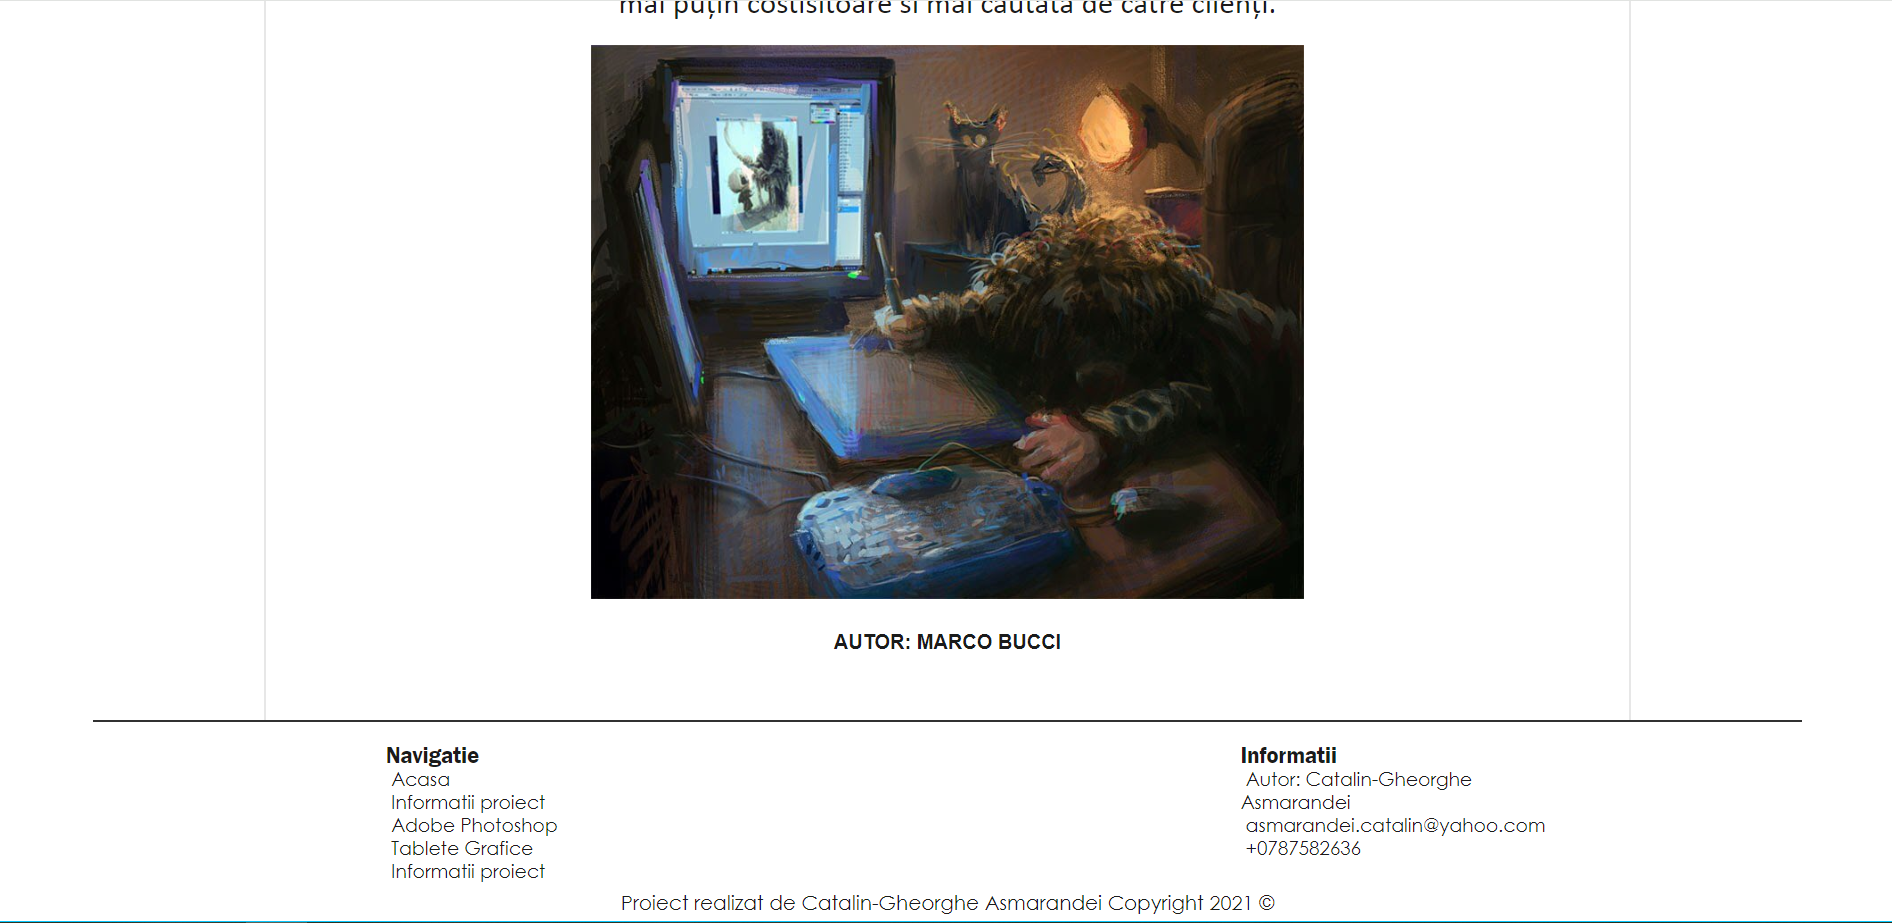 mai puțin costisitoare si mai căutată de către clienți.
AUTOR: MARCO BUCCI
Navigatie
Acasa
Informatii proiect
Adobe Photoshop
Tablete Grafice
Informatii proiect
Informatii
Autor: Catalin-Gheorghe
Asmarandei
asmarandei.catalin@yahoo.com
+0787582636
Proiect realizat de Catalin-Gheorghe Asmarandei Copyright 2021 ©